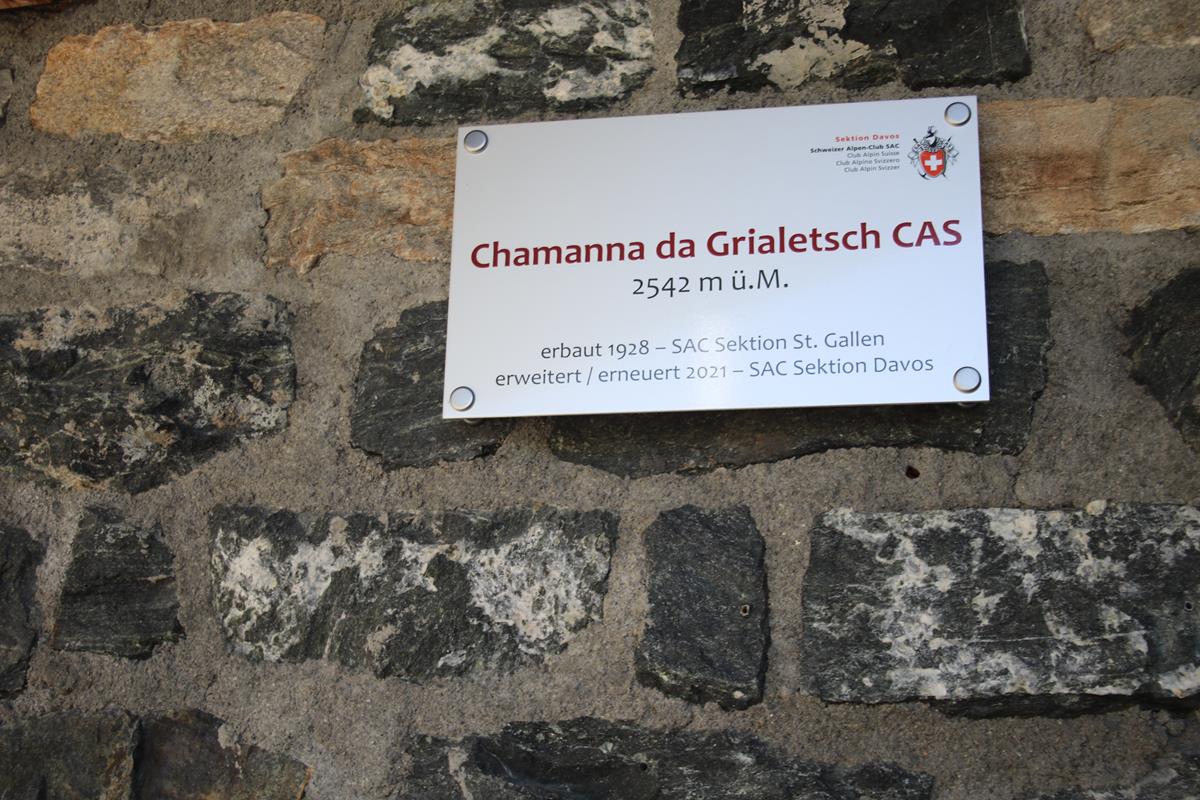 Sektion Davos
Schweizer Alpen-Club SAC
Club Alpin Suisse
Club Alpino Svizzero
Club Alpin Svizzer
Chamanna da Grialetsch CAS
2542 m ü.M.
erbaut 1928 – SAC Sektion St. Gallen
erweitert / erneuert 2021 – SAC Sektion Davos